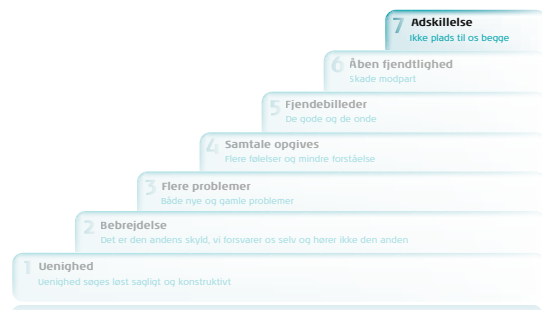 7 Adskillelse
Ikke plads til os begge
6 Åben fjendtlighed
Skade modpart
5 Fjendebilleder
De gode og de onde
4 Samtale opgives
Flere følelser og mindre forståelse
3 Flere problemer
Både nye og gamle problemer
2 Bebrejdelse
Det er den andens skyld, vi forsvarer os selv og hører ikke den anden
1 Uenighed
Uenighed søges løst sagligt og konstruktivt